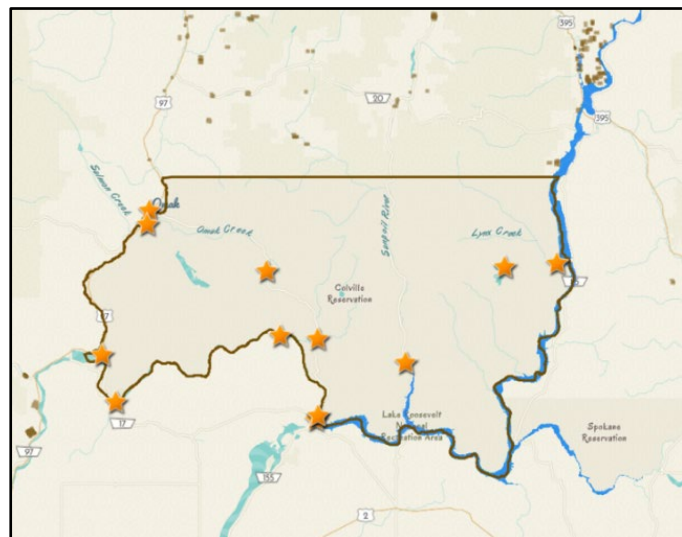 395
97
20
395
Salmon Creek
Omak
Omak Creek
Sanpoil River
Lynx Creek
Colville
Reservation
Lake Roosevelt
National
Recreation Area
Spokane
Reservation
17
97
155
2